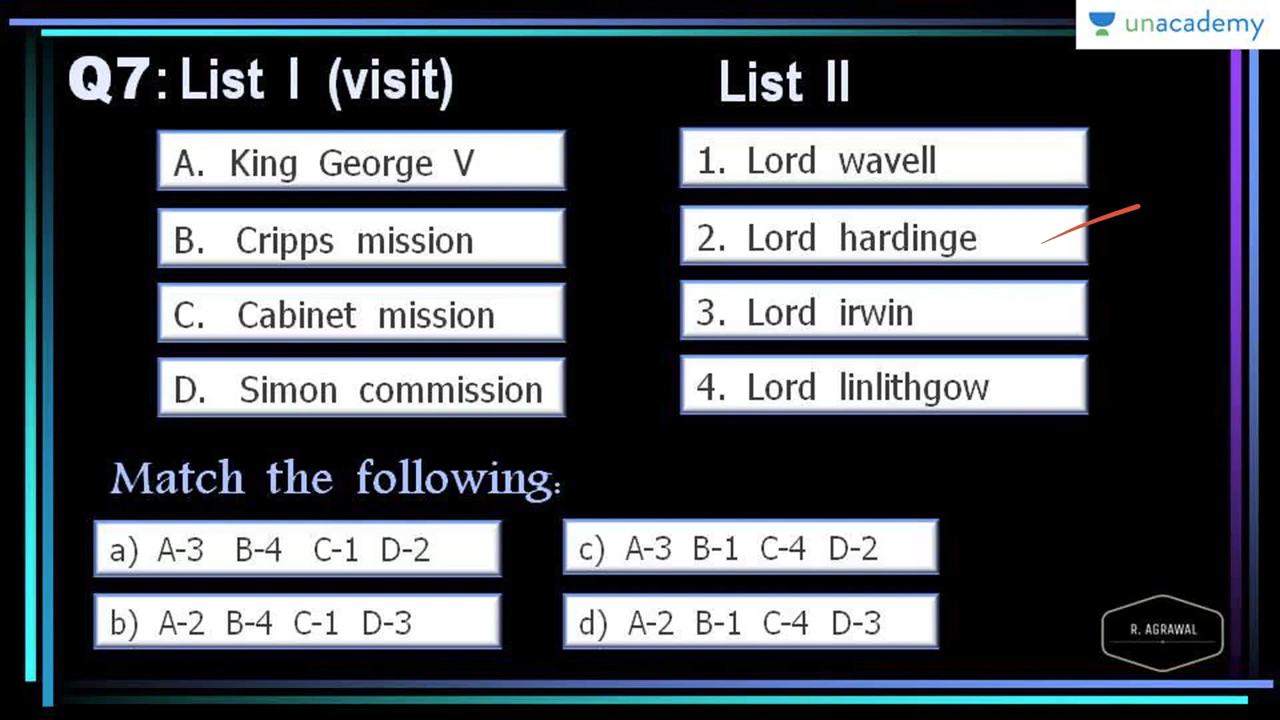 unacademy
Q7: List I (visit) List II
A. King George V 1. Lord wavell
B. Cripps mission 2. Lord hardinge
C. Cabinet mission 3. Lord irwin
D. Simon commission 4. Lord linlithgow
Match the following:
a) A-3 B-4 C-1 D-2 c) A-3 B-1 C-4 D-2
b) A-2 B-4 C-1 D-3 d) A-2 B-1 C-4 D-3
R. AGRAWAL